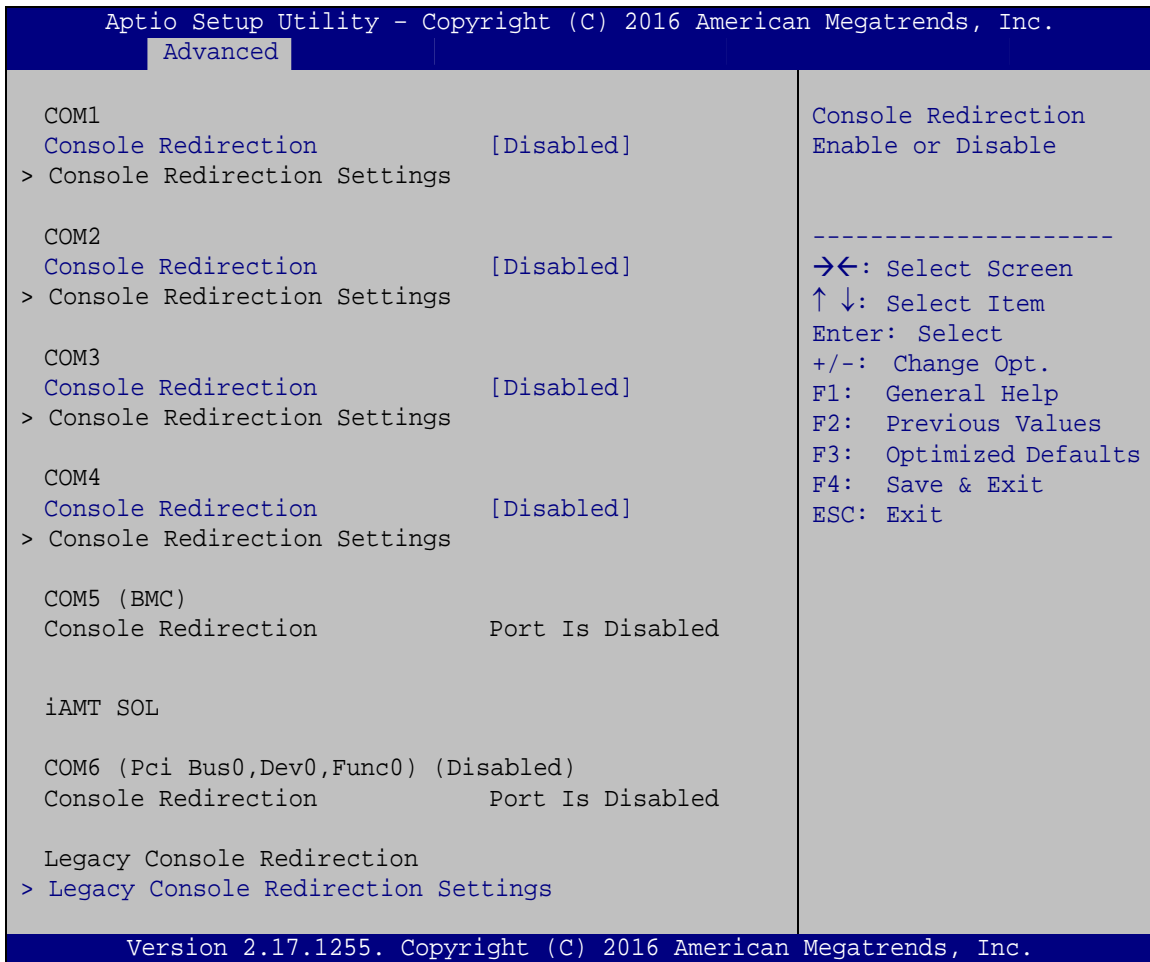 Aptio Setup Utility – Copyright (C) 2016 American Megatrends, Inc.
Advanced
COM1
Console Redirection [Disabled]
> Console Redirection Settings
COM2
Console Redirection [Disabled]
> Console Redirection Settings
COM3
Console Redirection [Disabled]
> Console Redirection Settings
COM4
Console Redirection [Disabled]
> Console Redirection Settings
COM5 (BMC)
Console Redirection Port Is Disabled
iAMT SOL
COM6 (Pci Bus0,Dev0,Func0) (Disabled)
Console Redirection Port Is Disabled
Legacy Console Redirection
> Legacy Console Redirection Settings
Console Redirection
Enable or Disable
---------------------
→←: Select Screen
↑ ↓: Select Item
Enter: Select
+/-: Change Opt.
F1: General Help
F2: Previous Values
F3: Optimized Defaults
F4: Save & Exit
ESC: Exit
Version 2.17.1255. Copyright (C) 2016 American Megatrends, Inc.